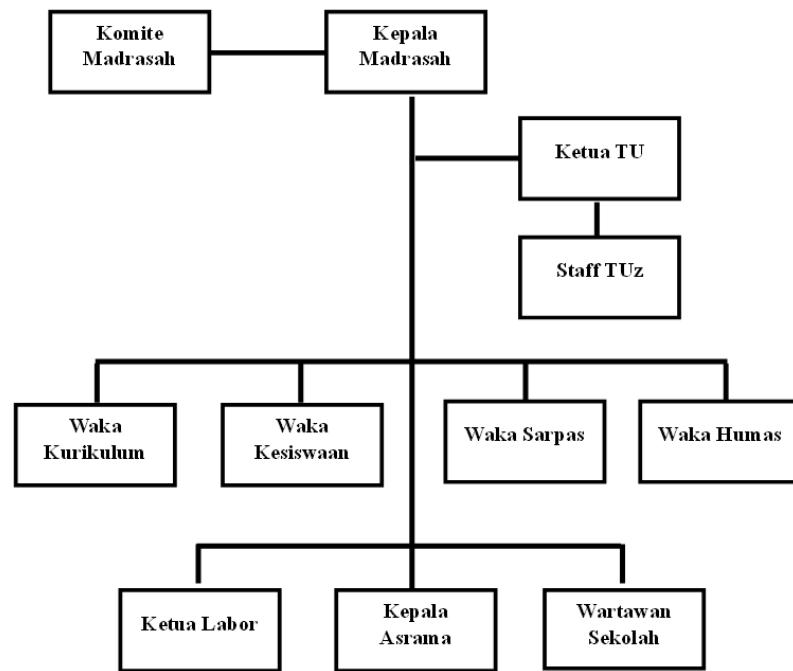 Komite
Madrasah
Kepala
Madrasah
Ketua TU
Staff TUz
Waka
Kurikulum
Waka
Kesiswaan
Waka Sarpas
Waka Humas
Ketua Labor
Kepala
Asrama
Wartawan
Sekolah